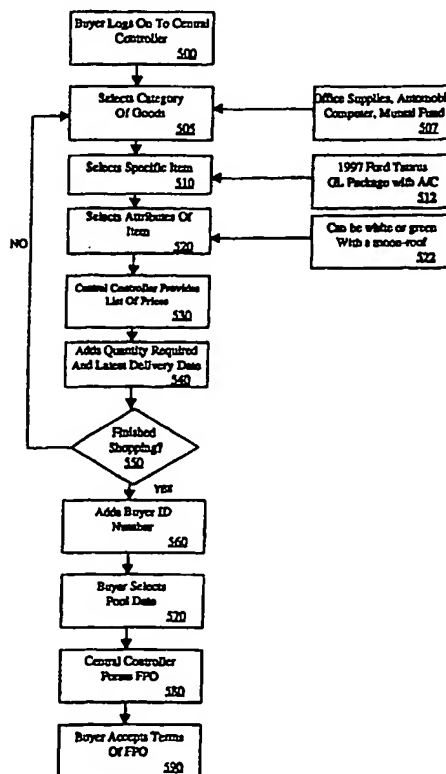 Buyer Logs On To Central
Controller
500
Selects Category
Of Goods
505
Office Supplies, Automobile
Computer, Mutual Fund
507
Selects Specific Item
510
1997 Ford Taurus
GL Package with A/C
512
NO
Selects Attributes Of
Item
520
Can be white or green
With a moon-roof
522
Central Controller Provides
List Of Prices
530
Adds Quantity Required
And Latest Delivery Date
540
Finished
Shopping?
550
YES
Adds Buyer ID
Number
560
Buyer Selects
Pool Date
570
Central Controller
Forms FPO
580
Buyer Accepts Terms
Of FPO
590